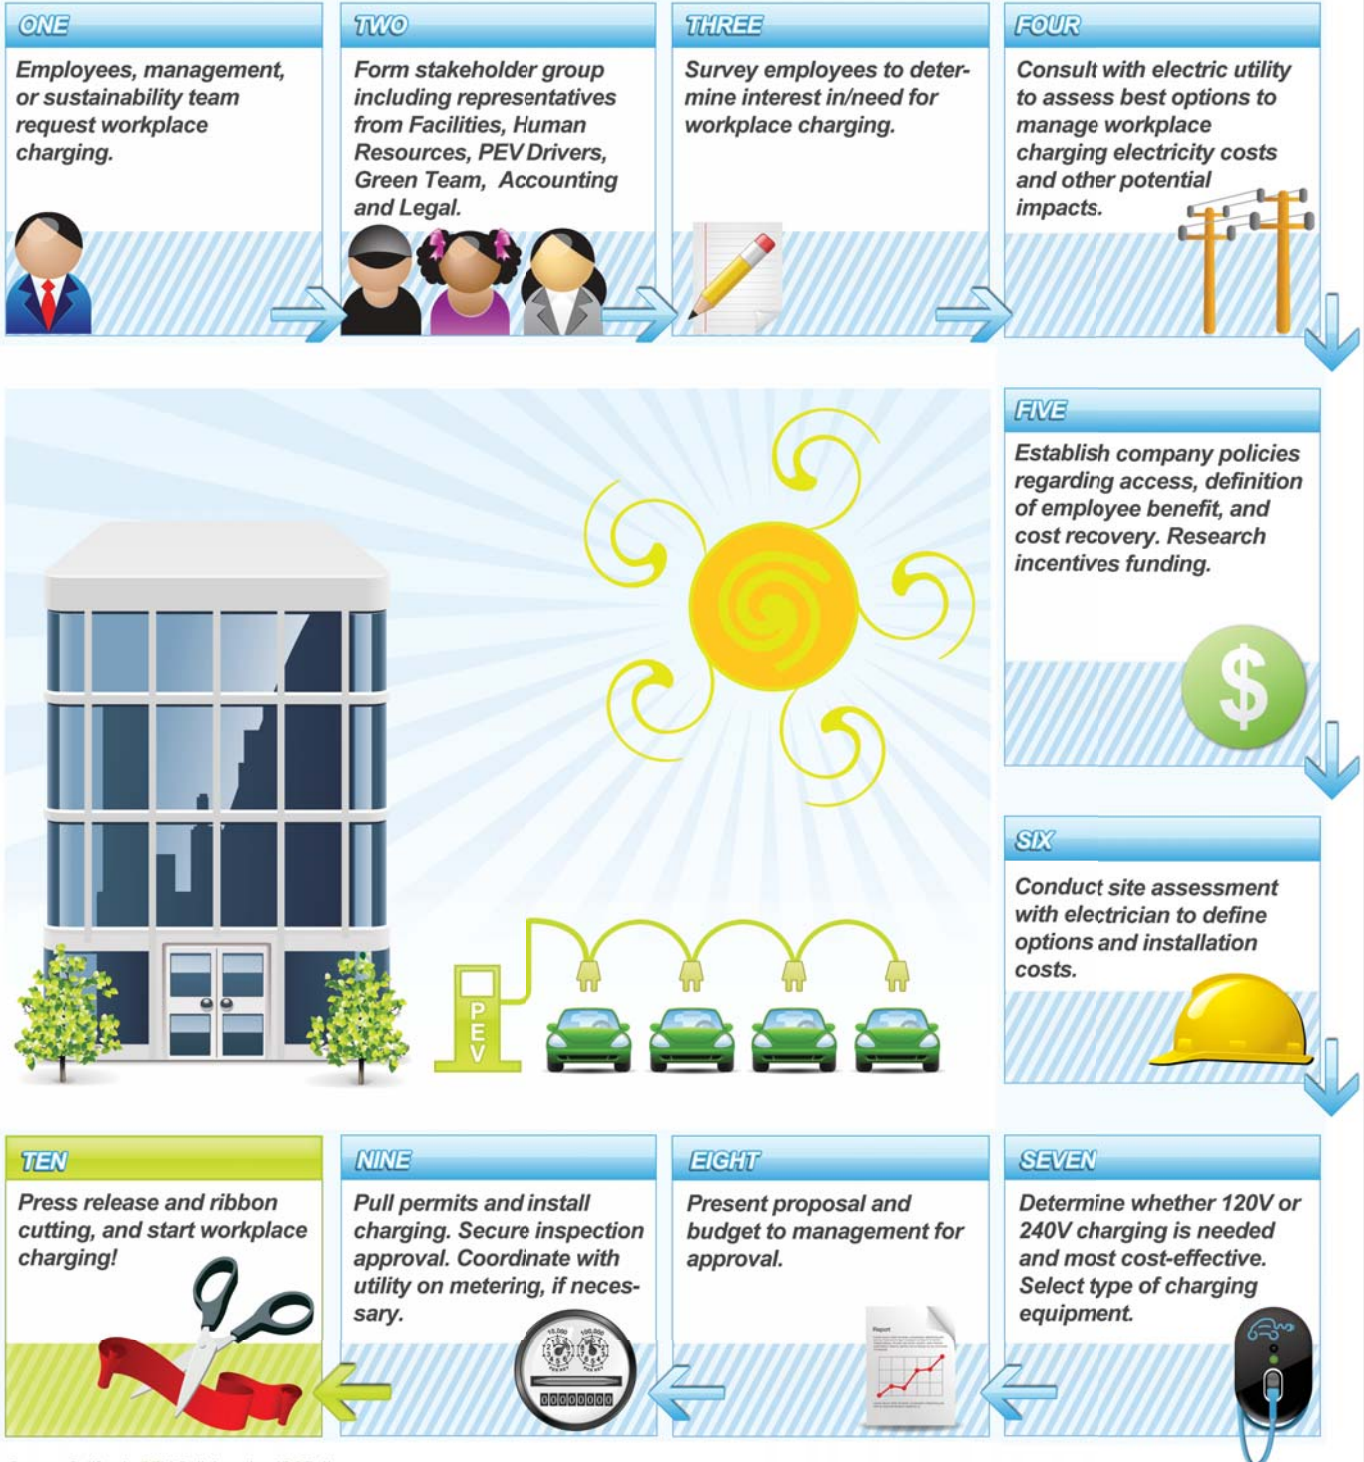 ONE
Employees, management,
or sustainability team
request workplace
charging.
TWO
Form stakeholder group
including representatives
from Facilities, Human
Resources, PEV Drivers,
Green Team, Accounting
and Legal.
THREE
Survey employees to deter-
mine interest in/need for
workplace charging.
FOUR
Consult with electric utility
to assess best options to
manage workplace
charging electricity costs
and other potential
impacts.
FIVE
Establish company policies
regarding access, definition
of employee benefit, and
cost recovery. Research
incentives funding.
$
SIX
Conduct site assessment
with electrician to define
options and installation
costs.
PEV
SEVEN
Determine whether 120V or
240V charging is needed
and most cost-effective.
Select type of charging
equipment.
EIGHT
Present proposal and
budget to management for
approval.
Report
NINE
Pull permits and install
charging. Secure inspection
approval. Coordinate with
utility on metering, if neces-
sary.
10,000 100,000
00000000
TEN
Press release and ribbon
cutting, and start workplace
charging!